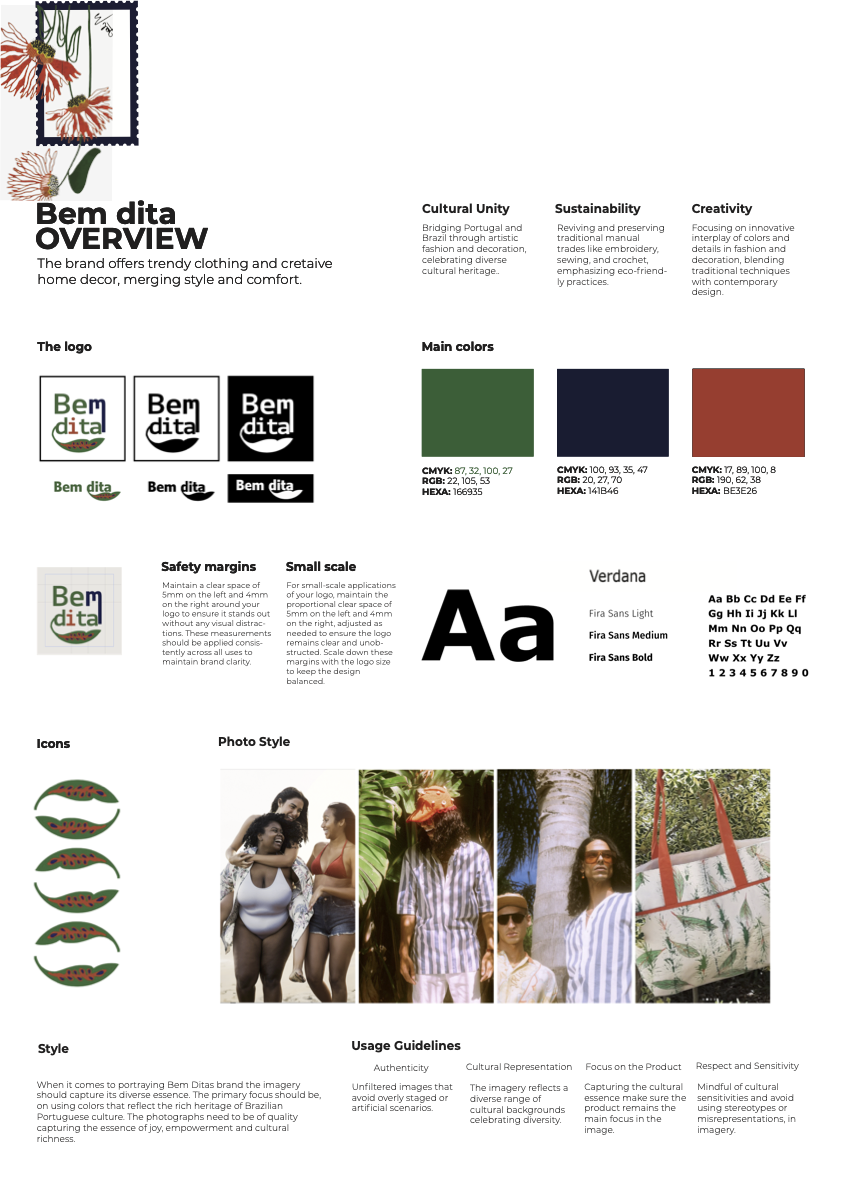 Bem dita
OVERVIEW
The brand offers trendy clothing and cretaive
home decor, merging style and comfort.
Cultural Unity
Bridging Portugal and
Brazil through artistic
fashion and decoration,
celebrating diverse
cultural heritage..
Sustainability
Reviving and preserving
traditional manual
trades like embroidery,
sewing, and crochet,
emphasizing eco-friend-
ly practices.
Creativity
Focusing on innovative
interplay of colors and
details in fashion and
decoration, blending
traditional techniques
with contemporary
design.
The logo
Bem
dita
Bem
dita
Bem
dita
Bem dita
Bem dita
Bem dita
Main colors
CMYK: 87, 32, 100, 27
RGB: 22, 105, 53
HEXA: 166935
CMYK: 100, 93, 35, 47
RGB: 20, 27, 70
HEXA: 141B46
CMYK: 17, 89, 100, 8
RGB: 190, 62, 38
HEXA: BE3E26
Bem
dita
Safety margins
Maintain a clear space of
5mm on the left and 4mm
on the right around your
logo to ensure it stands out
without any visual distrac-
tions. These measurements
should be applied consis-
tently across all uses to
maintain brand clarity.
Small scale
For small-scale applications
of your logo, maintain the
proportional clear space of
5mm on the left and 4mm
on the right, adjusted as
needed to ensure the logo
remains clear and unob-
structed. Scale down these
margins with the logo size
to keep the design
balanced.
Aa
Verdana
Fira Sans Light
Fira Sans Medium
Fira Sans Bold
Aa Bb Cc Dd Ee Ff
Gg Hh Ii Jj Kk Ll
Mm Nn Oo Pp Qq
Rr Ss Tt Uu Vv
Ww Xx Yy Zz
1 2 3 4 5 6 7 8 9 0
Icons
Photo Style
Style
When it comes to portraying Bem Ditas brand the imagery
should capture its diverse essence. The primary focus should be,
on using colors that reflect the rich heritage of Brazilian
Portuguese culture. The photographs need to be of quality
capturing the essence of joy, empowerment and cultural
richness.
Usage Guidelines
Authenticity
Unfiltered images that
avoid overly staged or
artificial scenarios.
Cultural Representation
The imagery reflects a
diverse range of
cultural backgrounds
celebrating diversity.
Focus on the Product
Capturing the cultural
essence make sure the
product remains the
main focus in the
image.
Respect and Sensitivity
Mindful of cultural
sensitivities and avoid
using stereotypes or
misrepresentations, in
imagery.